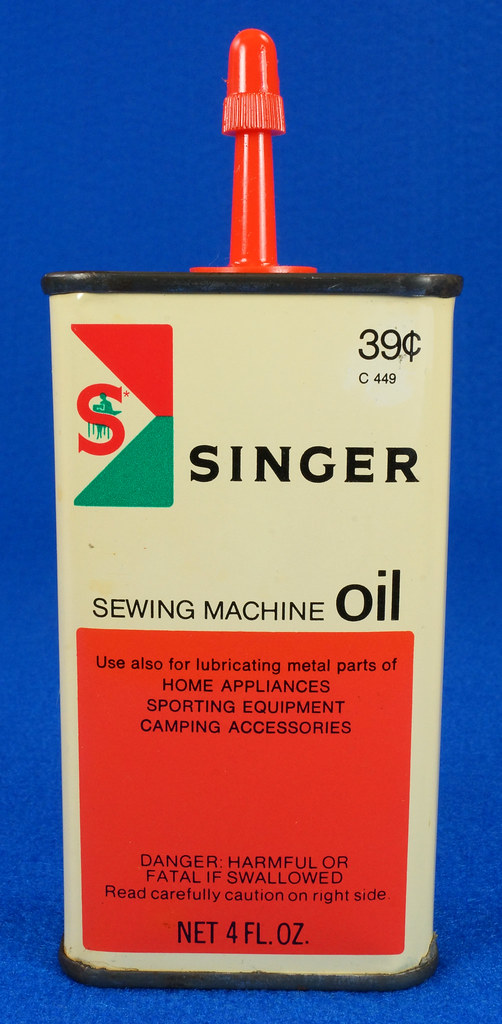 39¢
C 449
S*
SINGER
SEWING MACHINE oil
Use also for lubricating metal parts of
HOME APPLIANCES
SPORTING EQUIPMENT
CAMPING ACCESSORIES
DANGER: HARMFUL OR
FATAL IF SWALLOWED
Read carefully caution on right side.
NET 4 FL. OZ.